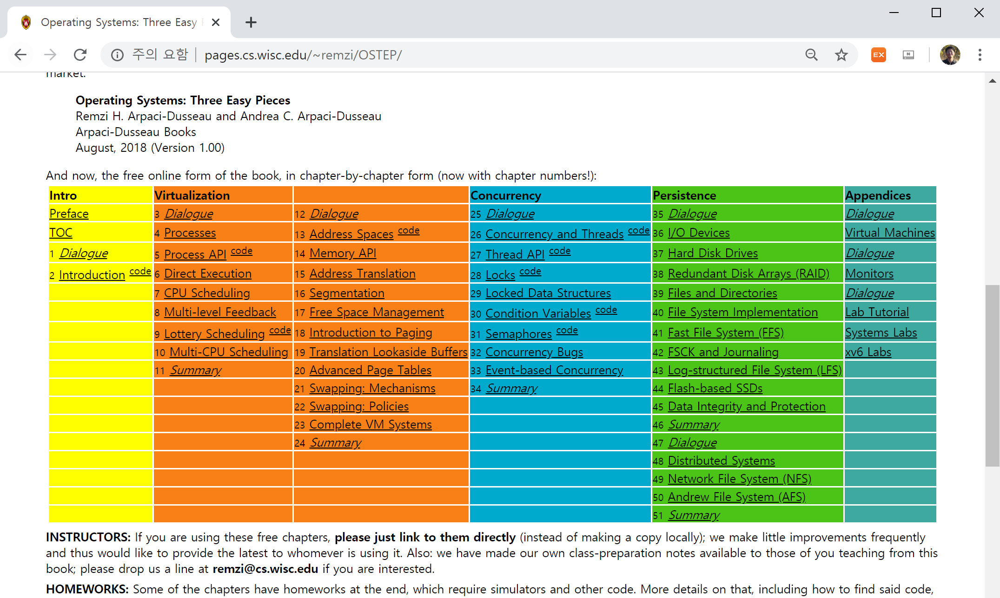 Operating Systems: Three Easy
주의 요함 | pages.cs.wisc.edu/~remzi/OSTEP/
EX
N
market.
Operating Systems: Three Easy Pieces
Remzi H. Arpaci-Dusseau and Andrea C. Arpaci-Dusseau
Arpaci-Dusseau Books
August, 2018 (Version 1.00)
And now, the free online form of the book, in chapter-by-chapter form (now with chapter numbers!):
Intro Virtualization Concurrency Persistence Appendices
Preface 3 Dialogue 12 Dialogue 25 Dialogue 35 Dialogue Dialogue
TOC 4 Processes 13 Address Spaces code 26 Concurrency and Threads code 36 I/O Devices Virtual Machines
1 Dialogue 5 Process API code 14 Memory API 27 Thread API code 37 Hard Disk Drives Dialogue
2 Introduction code 6 Direct Execution 15 Address Translation 28 Locks code 38 Redundant Disk Arrays (RAID) Monitors
7 CPU Scheduling 16 Segmentation 29 Locked Data Structures 39 Files and Directories Dialogue
8 Multi-level Feedback 17 Free Space Management 30 Condition Variables code 40 File System Implementation Lab Tutorial
9 Lottery Scheduling code 18 Introduction to Paging 31 Semaphores code 41 Fast File System (FFS) Systems Labs
10 Multi-CPU Scheduling 19 Translation Lookaside Buffers 32 Concurrency Bugs 42 FSCK and Journaling xv6 Labs
11 Summary 20 Advanced Page Tables 33 Event-based Concurrency 43 Log-structured File System (LFS)
21 Swapping: Mechanisms 34 Summary 44 Flash-based SSDs
22 Swapping: Policies 45 Data Integrity and Protection
23 Complete VM Systems 46 Summary
24 Summary 47 Dialogue
48 Distributed Systems
49 Network File System (NFS)
50 Andrew File System (AFS)
51 Summary
INSTRUCTORS: If you are using these free chapters, please just link to them directly (instead of making a copy locally); we make little improvements frequently
and thus would like to provide the latest to whomever is using it. Also: we have made our own class-preparation notes available to those of you teaching from this
book; please drop us a line at remzi@cs.wisc.edu if you are interested.
HOMEWORKS: Some of the chapters have homeworks at the end, which require simulators and other code. More details on that, including how to find said code,